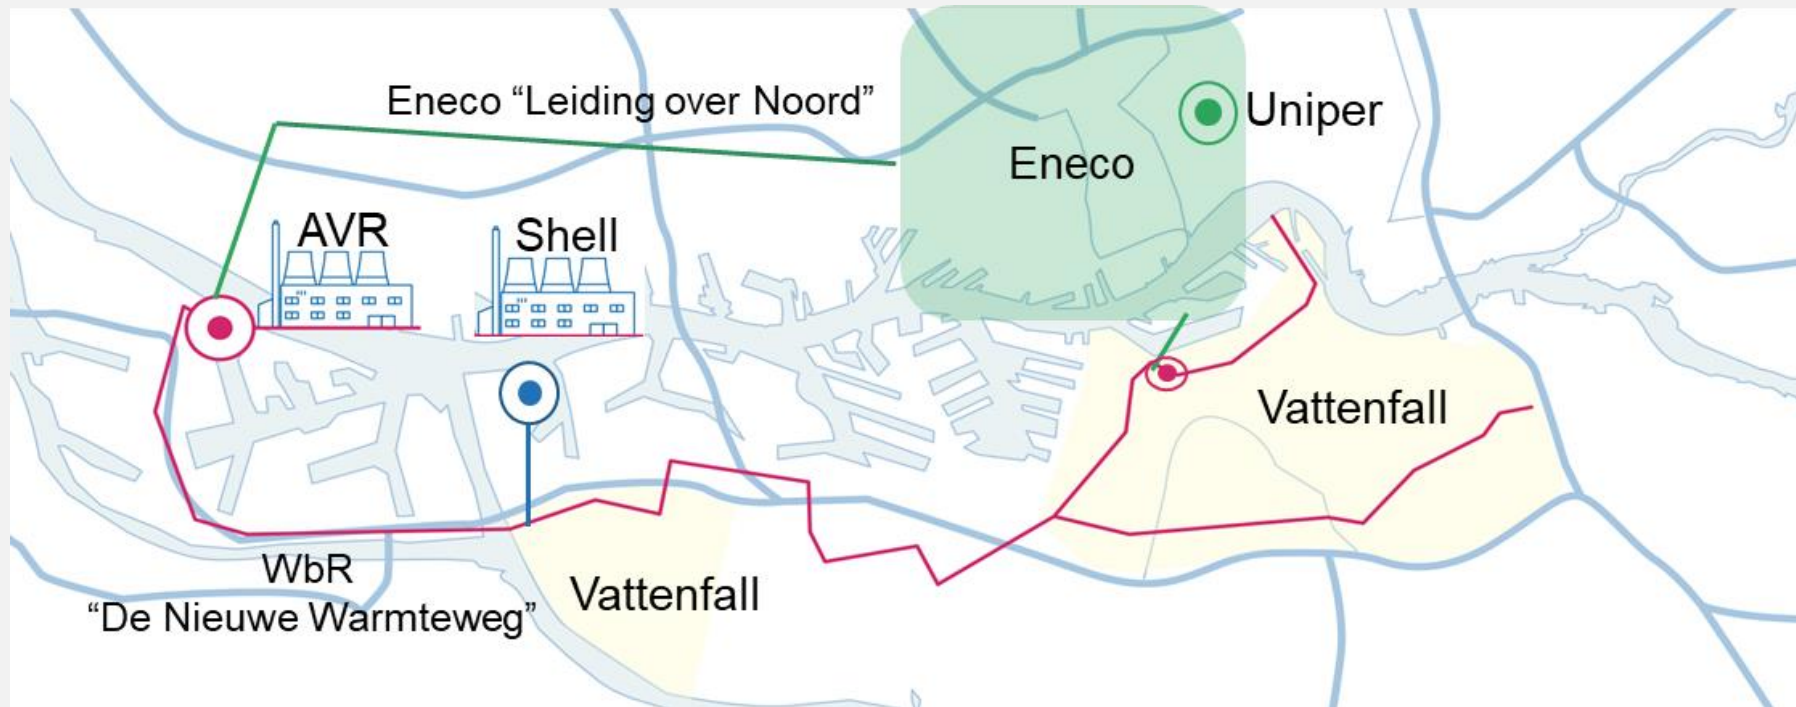 Eneco “Leiding over Noord”
Uniper
Eneco
AVR
Shell
Vattenfall
WbR
“De Nieuwe Warmteweg”
Vattenfall